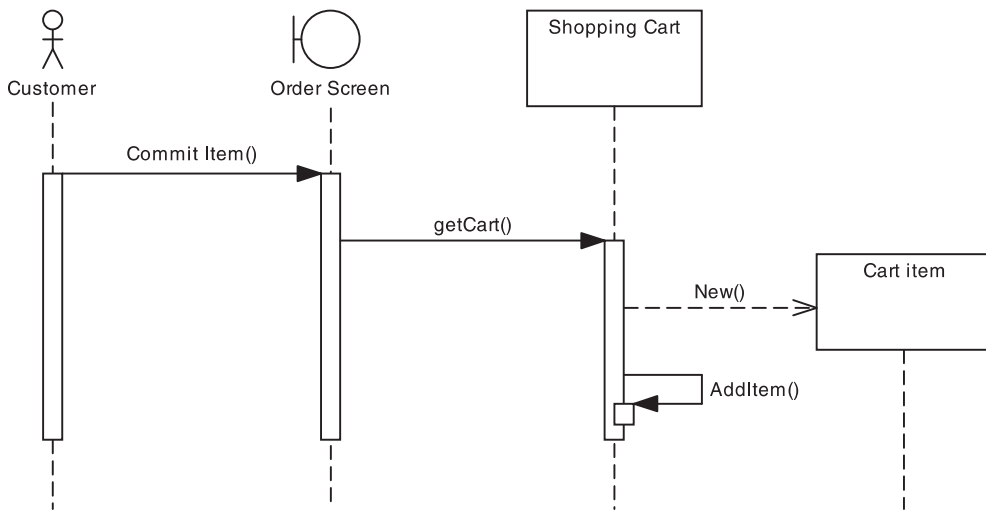 Customer
Order Screen
Shopping Cart
Commit Item()
getCart()
Cart item
New()
AddItem()